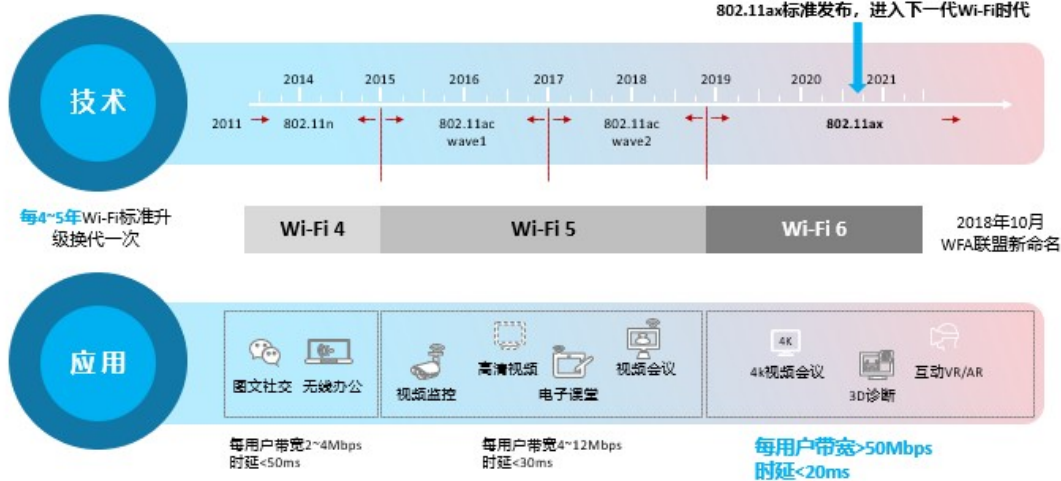 802.11ax标准发布，进入下一代Wi-Fi时代
技术
2014 2015 2016 2017 2018 2019 2020 2021
2011 802.11n 802.11ac 802.11ac 802.11ax
wave1 wave2
每4~5年Wi-Fi标准升
级换代一次
Wi-Fi 4 Wi-Fi 5 Wi-Fi 6
2018年10月
WFA联盟新命名
应用
图文社交 无线办公
视频监控 高清视频 电子课堂 视频会议
4K
4k视频会议 3D诊断 互动VR/AR
每用户带宽2~4Mbps
时延<50ms
每用户带宽4~12Mbps
时延<30ms
每用户带宽>50Mbps
时延<20ms